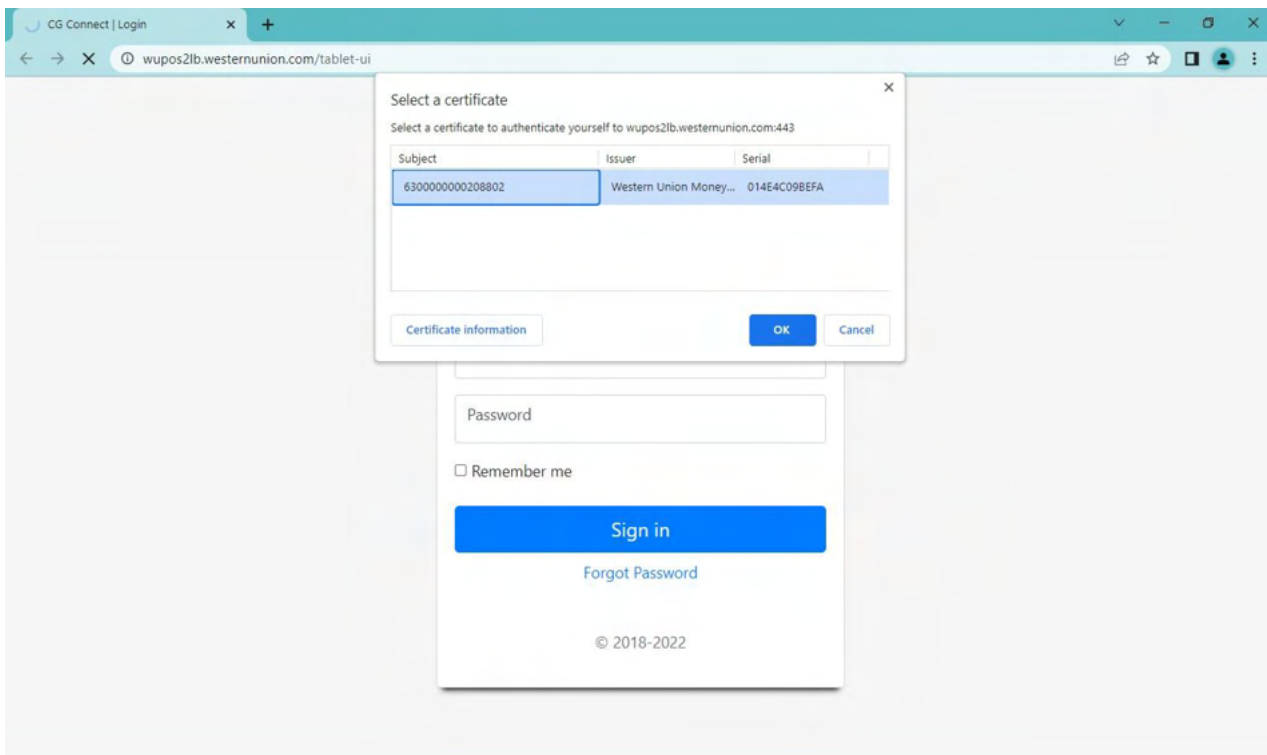 CG Connect | Login
wupos2lb.westernunion.com/tablet-ui
Select a certificate
Select a certificate to authenticate yourself to wupos2lb.westernunion.com:443
Subject Issuer Serial
6300000000208802 Western Union Money... 014E4C09BEFA
Certificate information OK Cancel
Password
Remember me
Sign in
Forgot Password
© 2018-2022